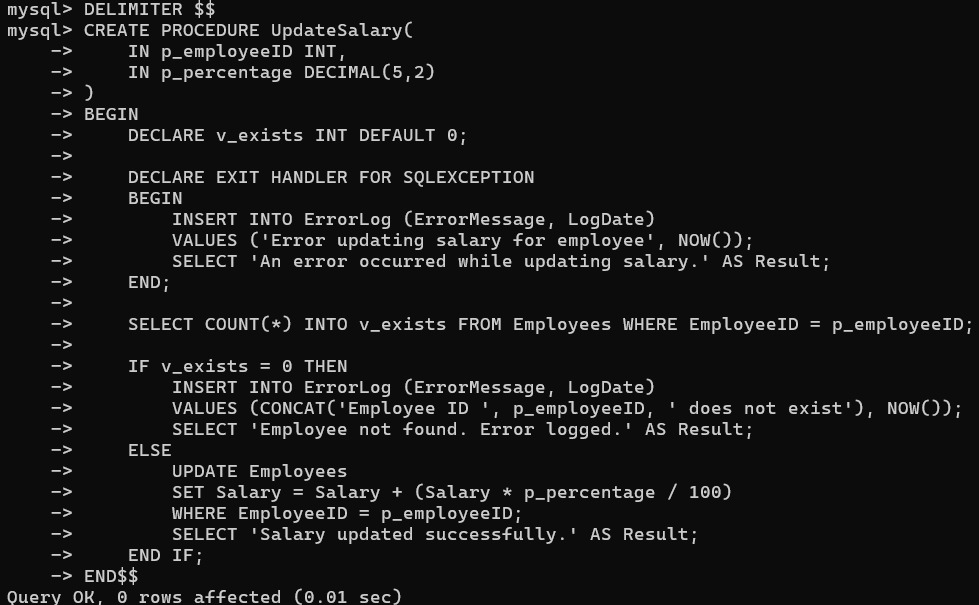 mysql> DELIMITER $$
mysql> CREATE PROCEDURE UpdateSalary(
    ->     IN p_employeeID INT,
    ->     IN p_percentage DECIMAL(5,2)
    -> )
    -> BEGIN
    ->     DECLARE v_exists INT DEFAULT 0;
    ->
    ->     DECLARE EXIT HANDLER FOR SQLEXCEPTION
    ->     BEGIN
    ->         INSERT INTO ErrorLog (ErrorMessage, LogDate)
    ->         VALUES ('Error updating salary for employee', NOW());
    ->         SELECT 'An error occurred while updating salary.' AS Result;
    ->     END;
    ->
    ->     SELECT COUNT(*) INTO v_exists FROM Employees WHERE EmployeeID = p_employeeID;
    ->
    ->     IF v_exists = 0 THEN
    ->         INSERT INTO ErrorLog (ErrorMessage, LogDate)
    ->         VALUES (CONCAT('Employee ID ', p_employeeID, ' does not exist'), NOW());
    ->         SELECT 'Employee not found. Error logged.' AS Result;
    ->     ELSE
    ->         UPDATE Employees
    ->         SET Salary = Salary + (Salary * p_percentage / 100)
    ->         WHERE EmployeeID = p_employeeID;
    ->         SELECT 'Salary updated successfully.' AS Result;
    ->     END IF;
    -> END$$
Query OK, 0 rows affected (0.01 sec)